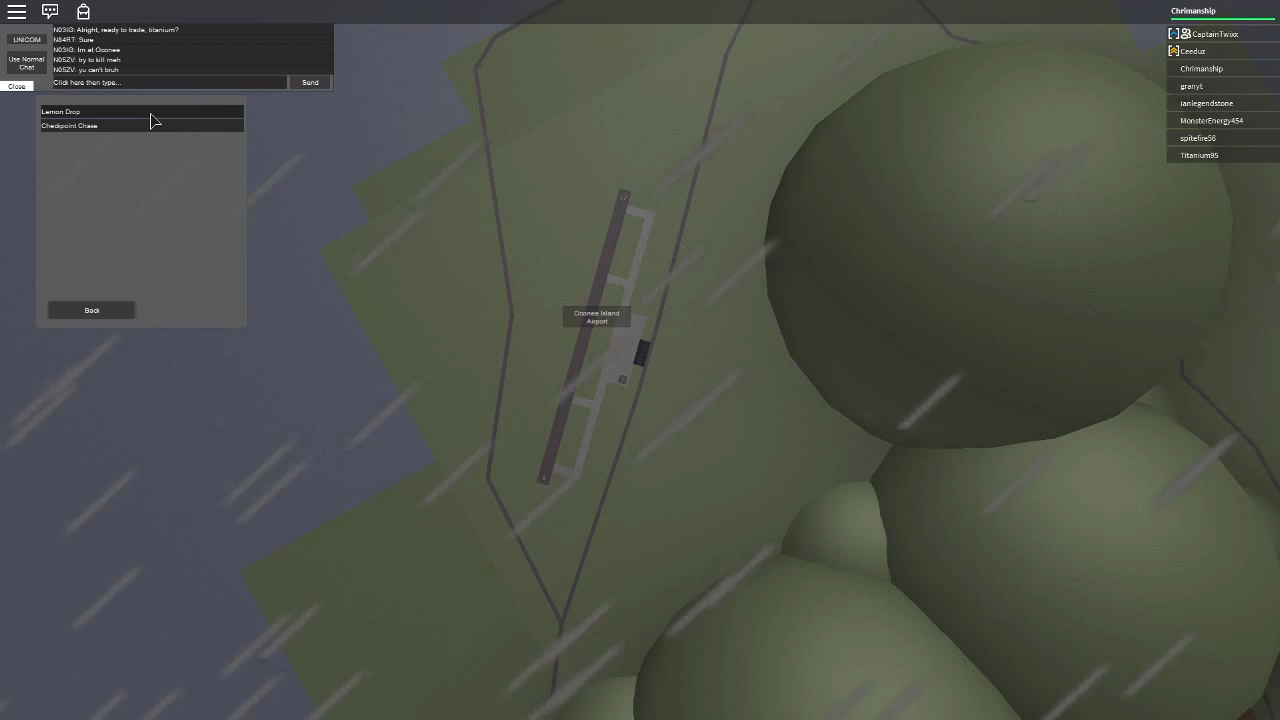 Chrimanship
N03IG: Alright, ready to trade, titanium?
N84RT: Sure
N03IG: Im at Oconee
N05ZV: try to kill meh
N05ZV: yu can't bruh
UNICOM
Use Normal
Chat
Click here then type...
Send
Close
Lemon Drop
Checkpoint Chase
Back
Oconee Island
Airport
CaptainTwixx
Ceeduz
Chrimanship
granyt
ianlegendstone
MonsterEnergy454
spitefire56
Titanium95